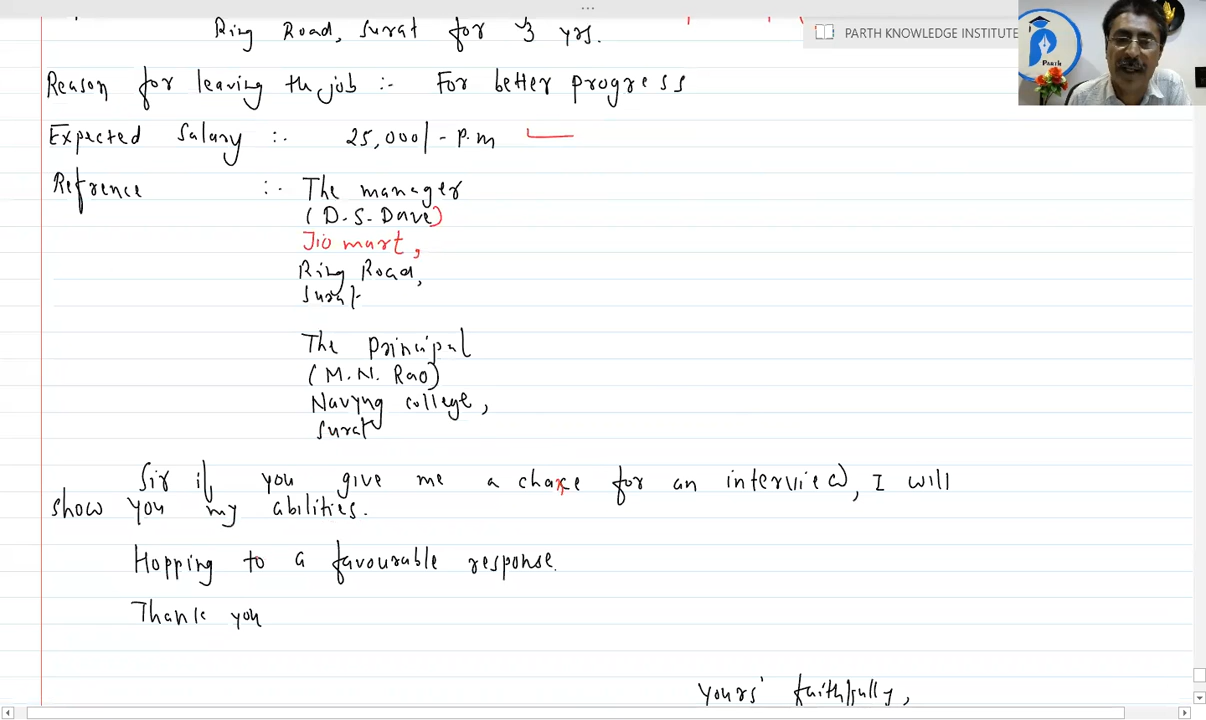 Ring Road, Surat for 3 yrs.
PARTH KNOWLEDGE INSTITUTE
Parth
Reason for leaving the job :- For better progress
Expected Salary :- 25,000/- P.m
Refrence :- The manager
(D.S. Dave)
Jio mart,
Ring Road,
Surat
The Principal
(M.N. Rao)
Navyug college,
Surat
Sir if you give me a chance for an interview, I will
show you my abilities.
Hopping to a favourable response.
Thank you
yours' faithfully,